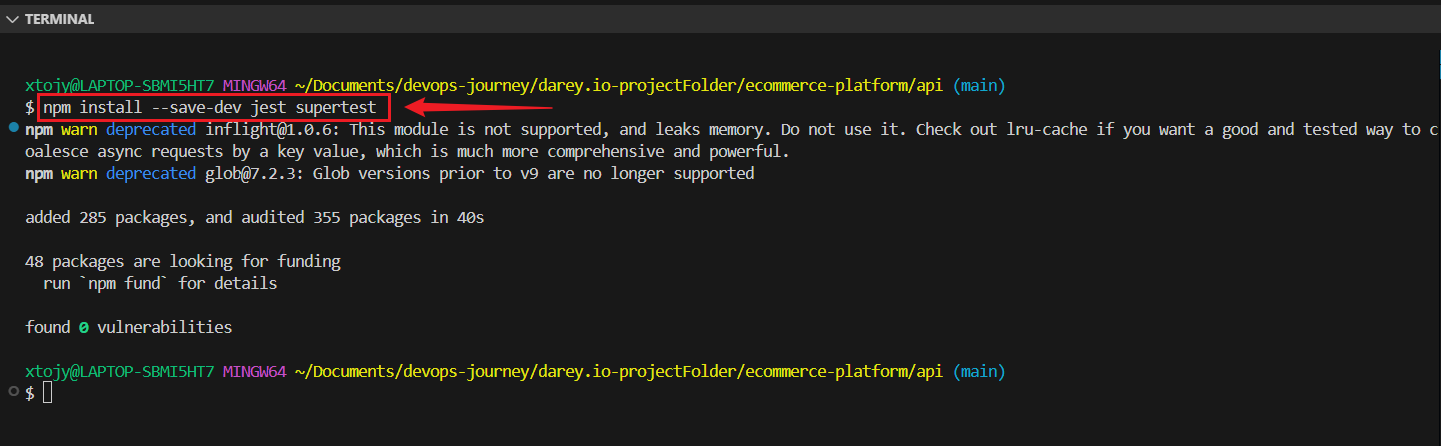 TERMINAL
xtojy@LAPTOP-SBMI5HT7 MINGW64 ~/Documents/devops-journey/darey.io-projectFolder/ecommerce-platform/api (main)
$ npm install --save-dev jest supertest
npm warn deprecated inflight@1.0.6: This module is not supported, and leaks memory. Do not use it. Check out lru-cache if you want a good and tested way to c
oalesce async requests by a key value, which is much more comprehensive and powerful.
npm warn deprecated glob@7.2.3: Glob versions prior to v9 are no longer supported
added 285 packages, and audited 355 packages in 40s
48 packages are looking for funding
  run `npm fund` for details
found 0 vulnerabilities
xtojy@LAPTOP-SBMI5HT7 MINGW64 ~/Documents/devops-journey/darey.io-projectFolder/ecommerce-platform/api (main)
$